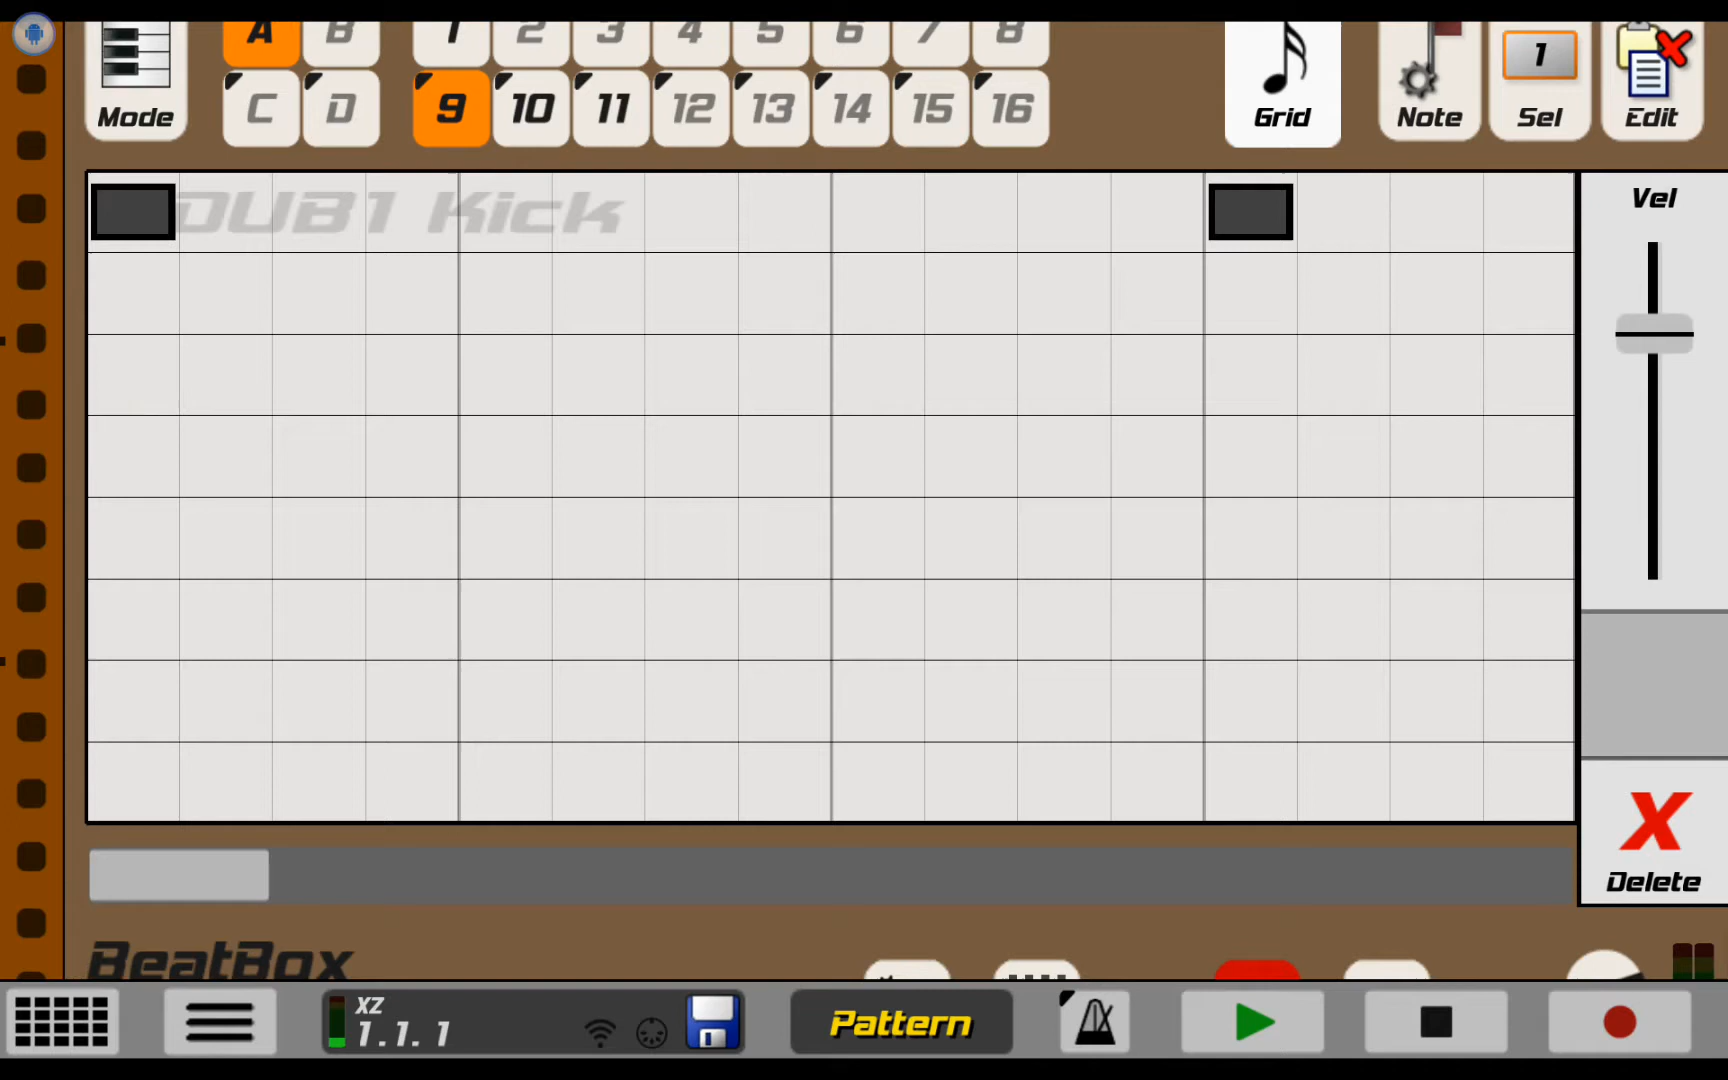 A B 1 2 3 4 5 6 7 8 1
Mode C D 9 10 11 12 13 14 15 16 Grid Note Sel Edit
DUB1 Kick
Vel
Delete
BeatBox
XZ
1. 1. 1
Pattern